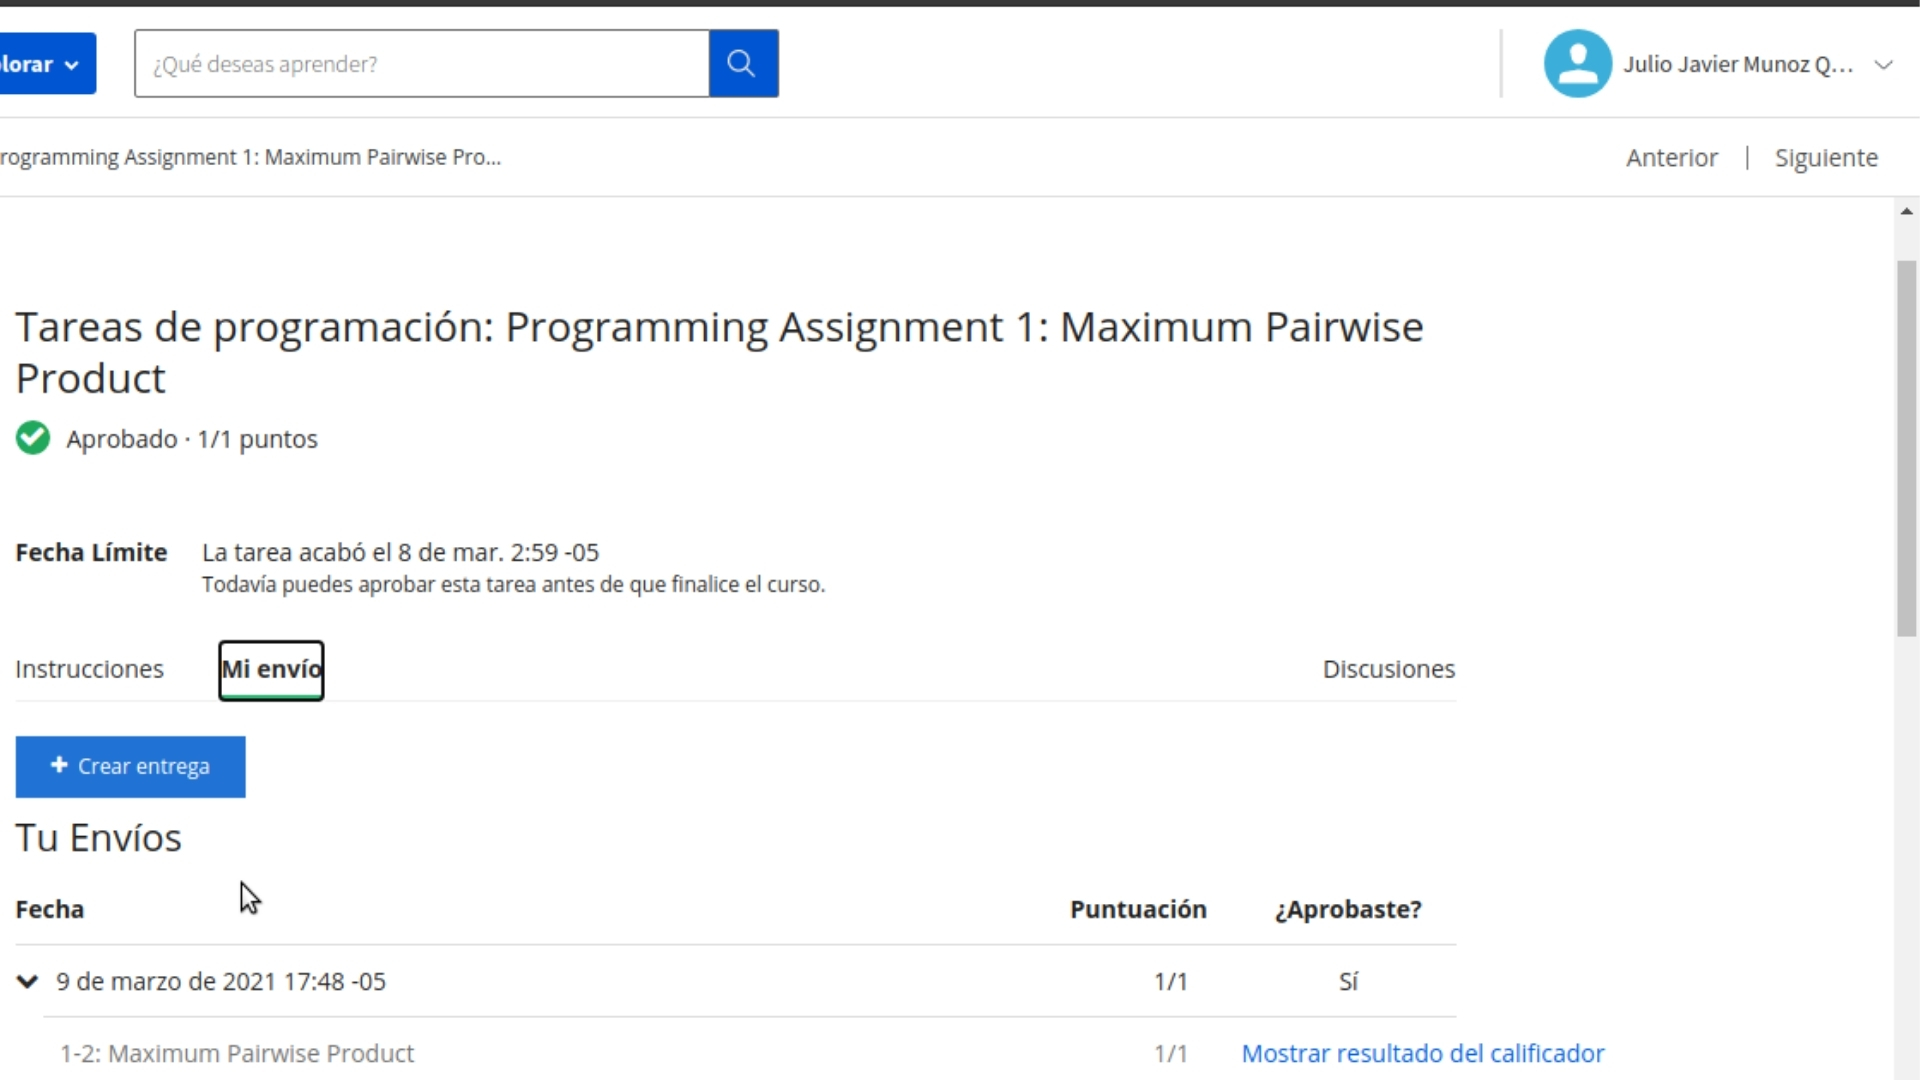 lorar
¿Qué deseas aprender?
Julio Javier Munoz Q...
rogramming Assignment 1: Maximum Pairwise Pro...
Anterior | Siguiente
Tareas de programación: Programming Assignment 1: Maximum Pairwise
Product
Aprobado · 1/1 puntos
Fecha Límite La tarea acabó el 8 de mar. 2:59 -05
Todavía puedes aprobar esta tarea antes de que finalice el curso.
Instrucciones Mi envío Discusiones
+ Crear entrega
Tu Envíos
Fecha Puntuación ¿Aprobaste?
9 de marzo de 2021 17:48 -05 1/1 Sí
1-2: Maximum Pairwise Product 1/1 Mostrar resultado del calificador